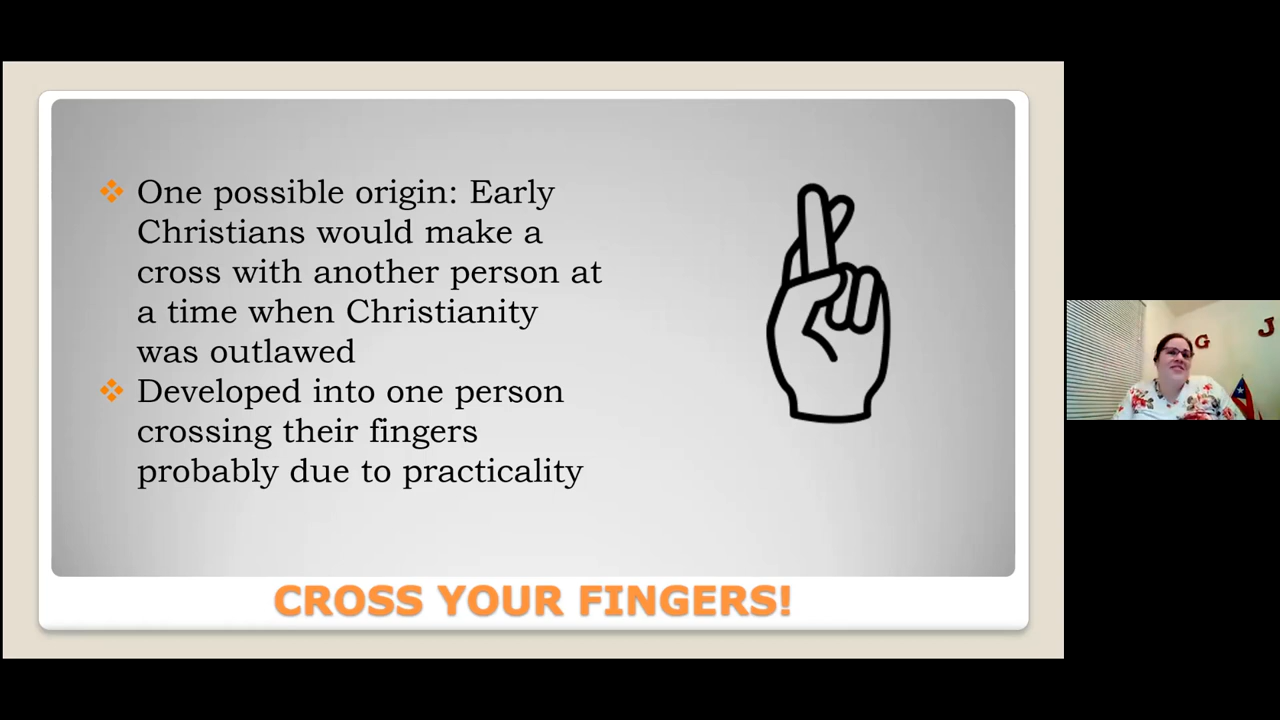 One possible origin: Early
Christians would make a
cross with another person at
a time when Christianity
was outlawed
Developed into one person
crossing their fingers
probably due to practicality
CROSS YOUR FINGERS!
G
J